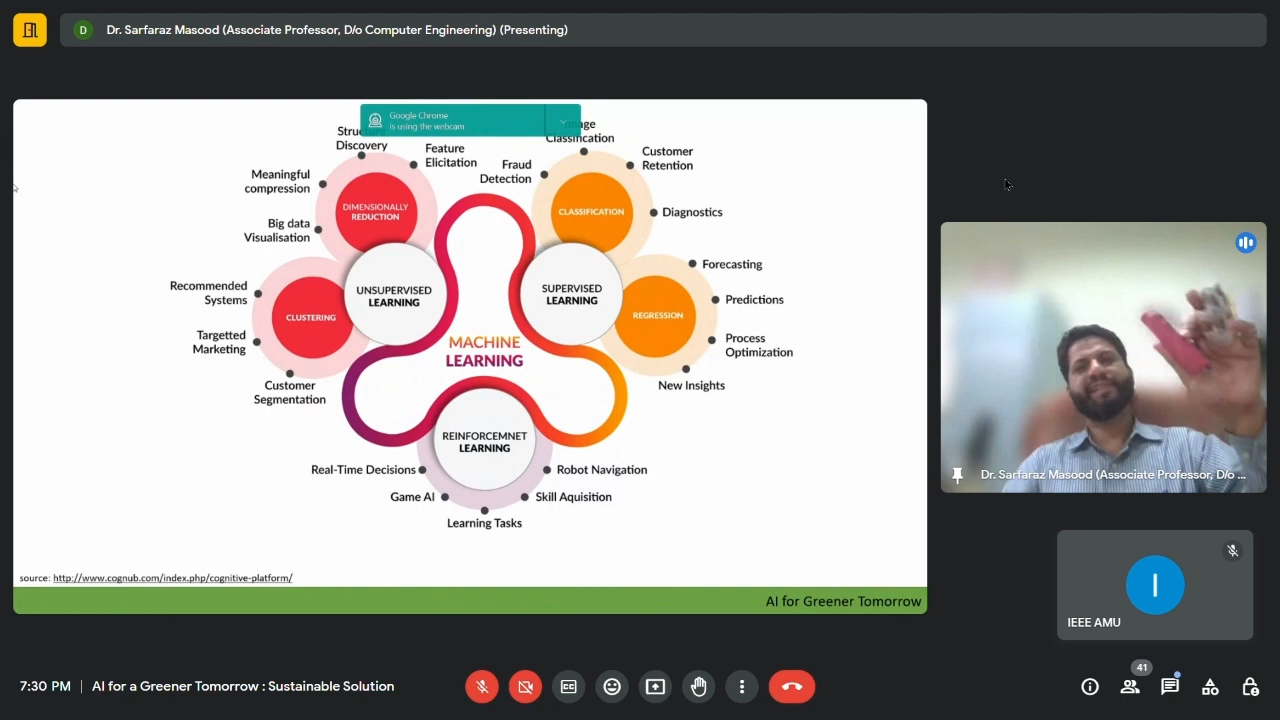 D
Dr. Sarfaraz Masood (Associate Professor, D/o Computer Engineering) (Presenting)
Google Chrome
is using the webcam
Discovery
Feature
Elicitation
Meaningful
compression
Big data
Visualisation
DIMENSIONALLY
REDUCTION
Recommended
Systems
Targetted
Marketing
Customer
Segmentation
CLUSTERING
UNSUPERVISED
LEARNING
Image
Classification
Fraud
Detection
Customer
Retention
Diagnostics
CLASSIFICATION
SUPERVISED
LEARNING
Forecasting
Predictions
Process
Optimization
New Insights
REGRESSION
MACHINE
LEARNING
REINFORCEMNET
LEARNING
Real-Time Decisions
Game AI
Learning Tasks
Skill Aquisition
Robot Navigation
source: http://www.cognub.com/index.php/cognitive-platform/
AI for Greener Tomorrow
Dr. Sarfaraz Masood (Associate Professor, D/o ...
I
IEEE AMU
7:30 PM | AI for a Greener Tomorrow : Sustainable Solution
41